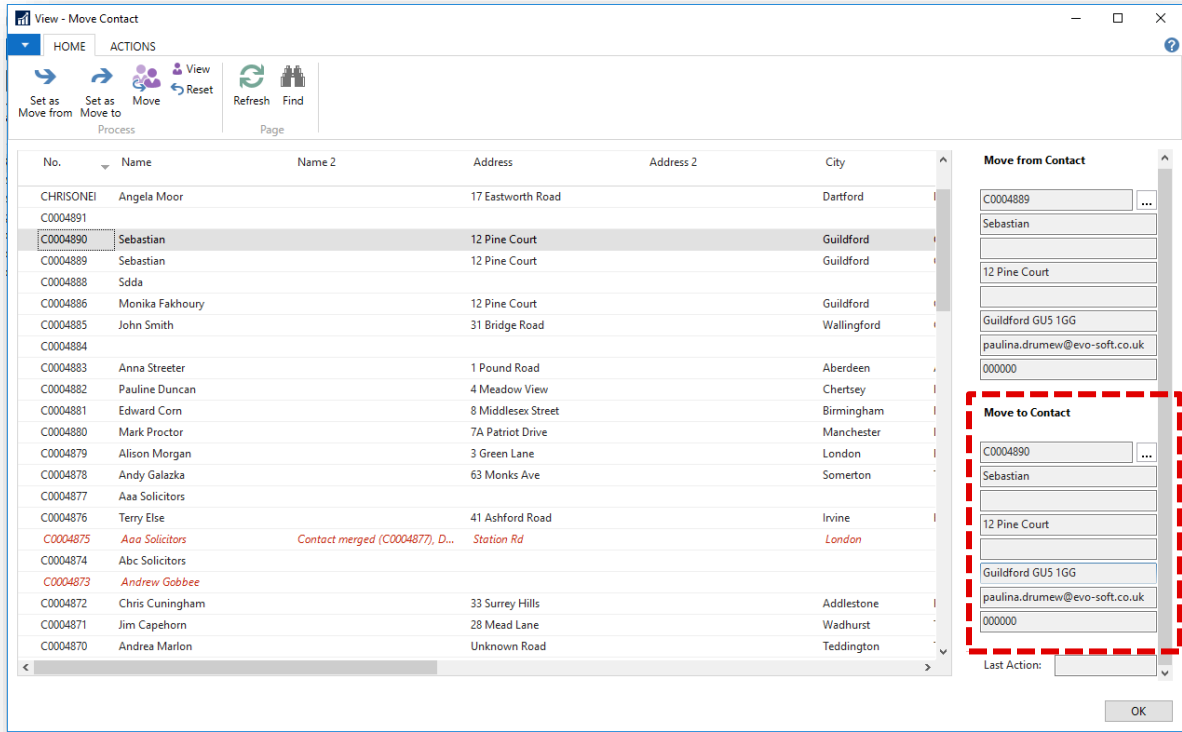 View - Move Contact
HOME ACTIONS
Set as Move from
Set as Move to
Move
View
Reset
Refresh
Find
Process Page
No. Name Name 2 Address Address 2 City
CHRISONEI Angela Moor 17 Eastworth Road Dartford
C0004891
C0004890 Sebastian 12 Pine Court Guildford
C0004889 Sebastian 12 Pine Court Guildford
C0004888 Sdda
C0004886 Monika Fakhoury 12 Pine Court Guildford
C0004885 John Smith 31 Bridge Road Wallingford
C0004884
C0004883 Anna Streeter 1 Pound Road Aberdeen
C0004882 Pauline Duncan 4 Meadow View Chertsey
C0004881 Edward Corn 8 Middlesex Street Birmingham
C0004880 Mark Proctor 7A Patriot Drive Manchester
C0004879 Alison Morgan 3 Green Lane London
C0004878 Andy Galazka 63 Monks Ave Somerton
C0004877 Aaa Solicitors
C0004876 Terry Else 41 Ashford Road Irvine
C0004875 Aaa Solicitors Contact merged (C0004877), D... Station Rd London
C0004874 Abc Solicitors
C0004873 Andrew Gobbee
C0004872 Chris Cuningham 33 Surrey Hills Addlestone
C0004871 Jim Capehorn 28 Mead Lane Wadhurst
C0004870 Andrea Marlon Unknown Road Teddington
Move from Contact
C0004889 ...
Sebastian
12 Pine Court
Guildford GU5 1GG
paulina.drumew@evo-soft.co.uk
000000
Move to Contact
C0004890 ...
Sebastian
12 Pine Court
Guildford GU5 1GG
paulina.drumew@evo-soft.co.uk
000000
Last Action:
OK